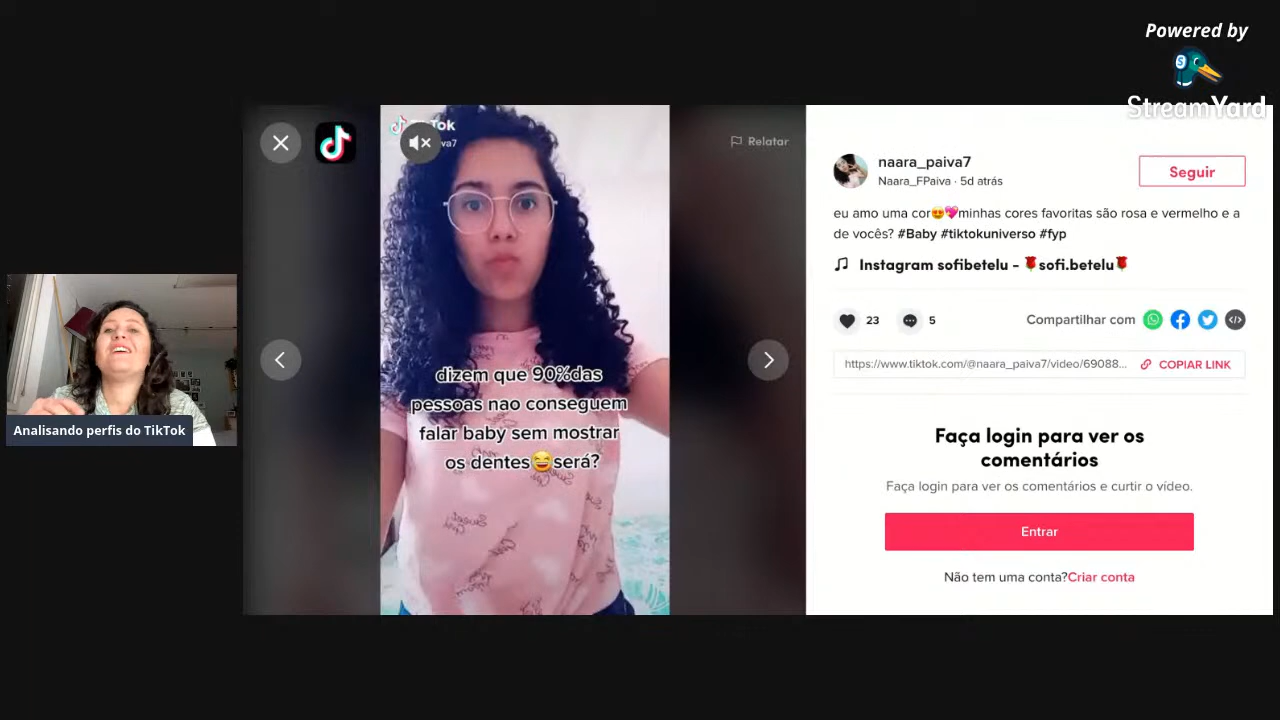 Powered by
StreamYard
TikTok
va7
Relatar
dizem que 90%das
pessoas nao conseguem
falar baby sem mostrar
os dentes😆será?
naara_paiva7
Naara_FPaiva · 5d atrás
Seguir
eu amo uma cor😍💖minhas cores favoritas são rosa e vermelho e a
de vocês? #Baby #tiktokuniverso #fyp
Instagram sofibetelu - 🌹sofi.betelu🌹
23
5
Compartilhar com
https://www.tiktok.com/@naara_paiva7/video/69088...
COPIAR LINK
Faça login para ver os
comentários
Faça login para ver os comentários e curtir o vídeo.
Entrar
Não tem uma conta?Criar conta
Analisando perfis do TikTok